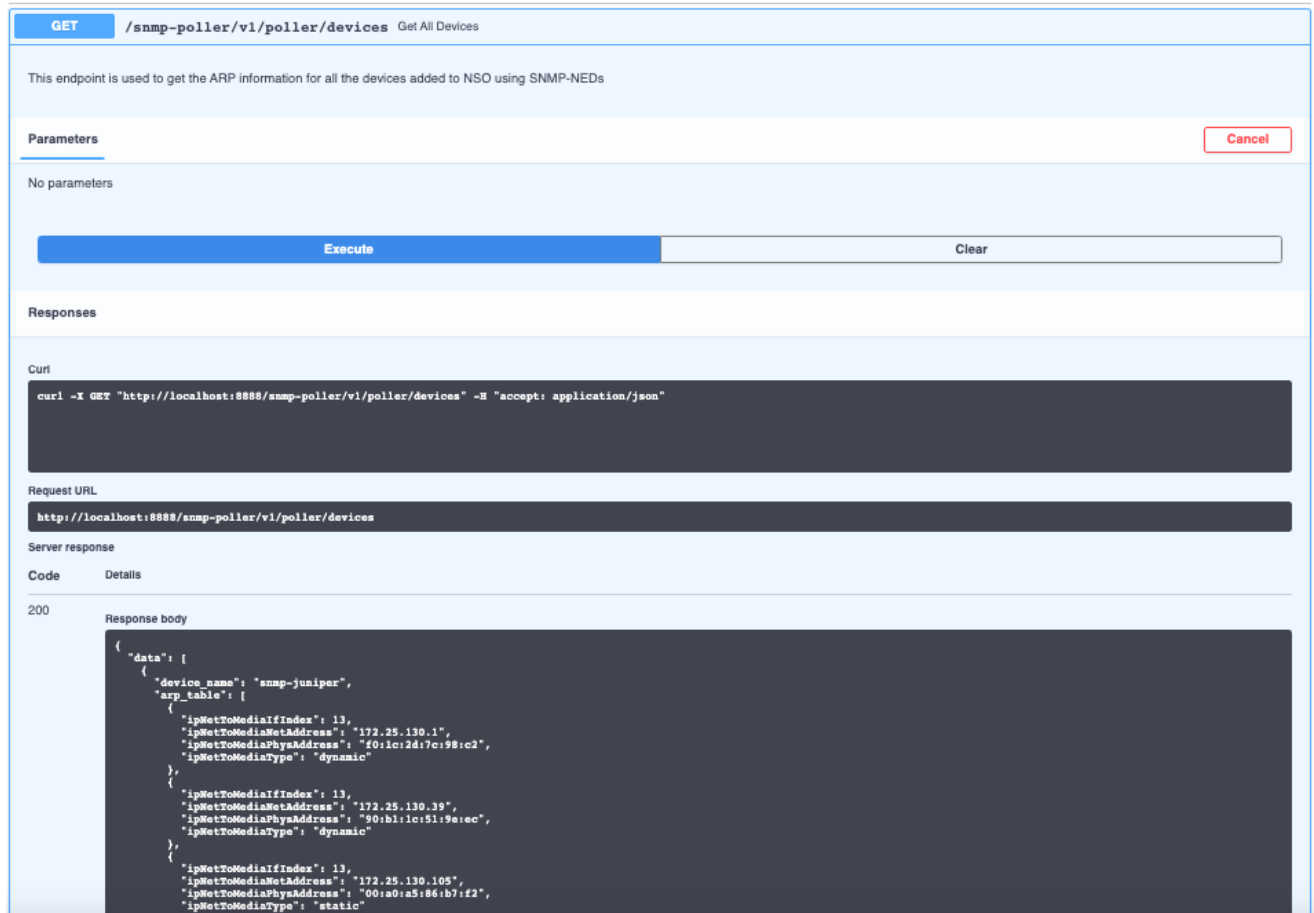 GET /snmp-poller/v1/poller/devices Get All Devices
This endpoint is used to get the ARP information for all the devices added to NSO using SNMP-NEDs
Parameters Cancel
No parameters
Execute Clear
Responses
Curl
curl -X GET "http://localhost:8888/snmp-poller/v1/poller/devices" -H "accept: application/json"
Request URL
http://localhost:8888/snmp-poller/v1/poller/devices
Server response
Code Details
200
Response body
{
"data": [
{
"device_name": "snmp-juniper",
"arp_table": [
{
"ipNetToMediaIfIndex": 13,
"ipNetToMediaNetAddress": "172.25.130.1",
"ipNetToMediaPhysAddress": "f0:1c:2d:7c:98:c2",
"ipNetToMediaType": "dynamic"
},
{
"ipNetToMediaIfIndex": 13,
"ipNetToMediaNetAddress": "172.25.130.39",
"ipNetToMediaPhysAddress": "90:b1:1c:51:9e:ec",
"ipNetToMediaType": "dynamic"
},
{
"ipNetToMediaIfIndex": 13,
"ipNetToMediaNetAddress": "172.25.130.105",
"ipNetToMediaPhysAddress": "00:a0:a5:86:b7:f2",
"ipNetToMediaType": "static"